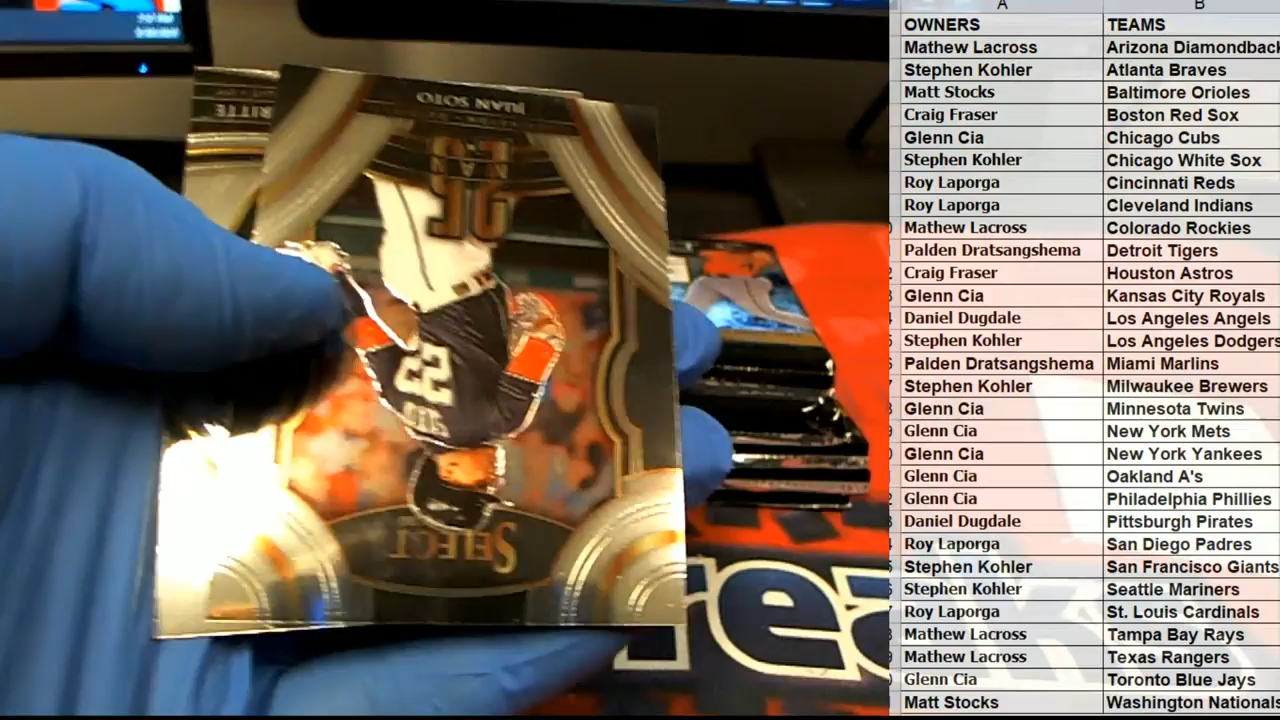 A B
OWNERS TEAMS
Mathew Lacross Arizona Diamondback
Stephen Kohler Atlanta Braves
Matt Stocks Baltimore Orioles
Craig Fraser Boston Red Sox
Glenn Cia Chicago Cubs
Stephen Kohler Chicago White Sox
Roy Laporga Cincinnati Reds
Roy Laporga Cleveland Indians
Mathew Lacross Colorado Rockies
Palden Dratsangshema Detroit Tigers
Craig Fraser Houston Astros
Glenn Cia Kansas City Royals
Daniel Dugdale Los Angeles Angels
Stephen Kohler Los Angeles Dodgers
Palden Dratsangshema Miami Marlins
Stephen Kohler Milwaukee Brewers
Glenn Cia Minnesota Twins
Glenn Cia New York Mets
Glenn Cia New York Yankees
Glenn Cia Oakland A's
Glenn Cia Philadelphia Phillies
Daniel Dugdale Pittsburgh Pirates
Roy Laporga San Diego Padres
Stephen Kohler San Francisco Giants
Stephen Kohler Seattle Mariners
Roy Laporga St. Louis Cardinals
Mathew Lacross Tampa Bay Rays
Mathew Lacross Texas Rangers
Glenn Cia Toronto Blue Jays
Matt Stocks Washington Nationals
JUAN SOTO
RITTE
22
SOTO
SELECT
rea